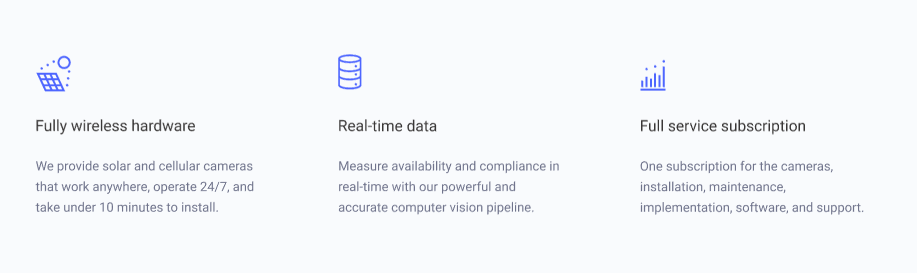 Fully wireless hardware
We provide solar and cellular cameras
that work anywhere, operate 24/7, and
take under 10 minutes to install.
Real-time data
Measure availability and compliance in
real-time with our powerful and
accurate computer vision pipeline.
Full service subscription
One subscription for the cameras,
installation, maintenance,
implementation, software, and support.